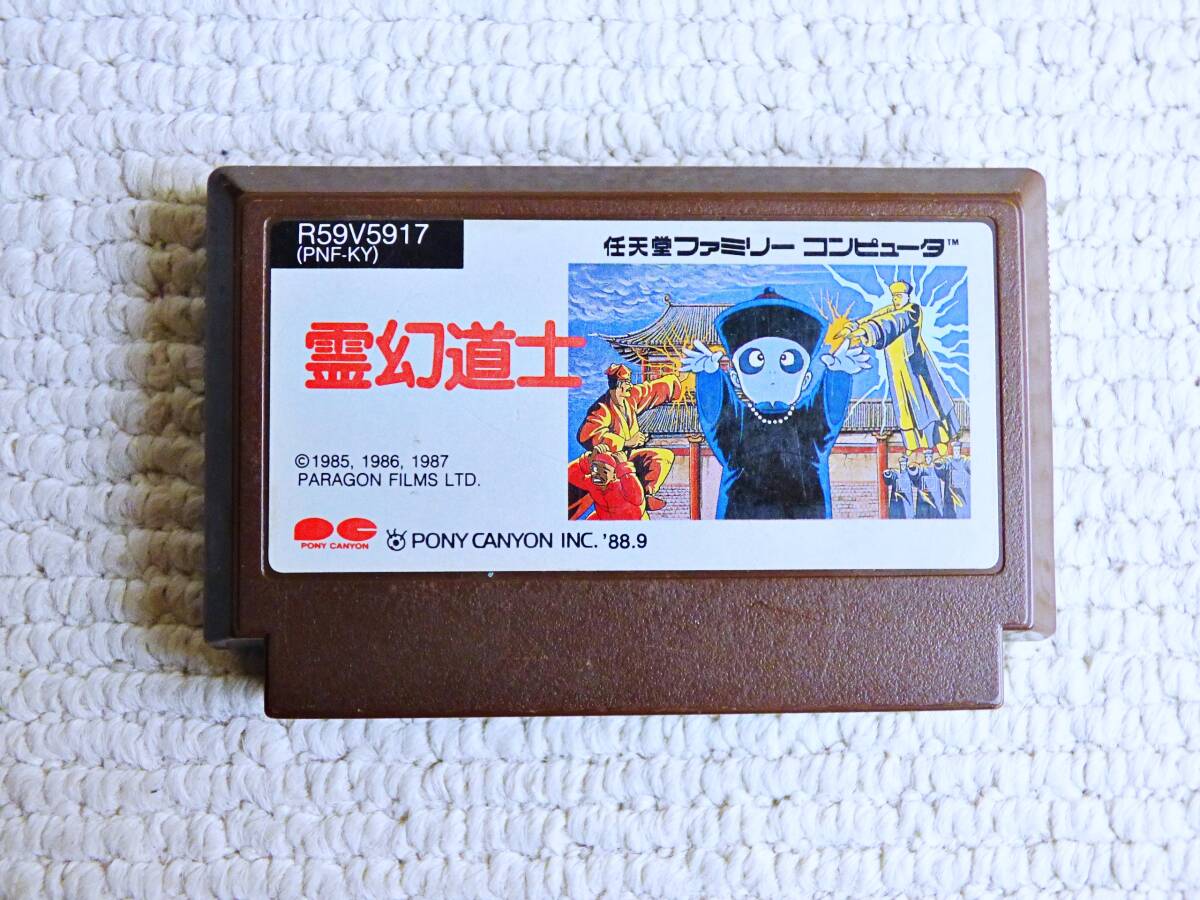 R59V5917
(PNF-KY)
任天堂ファミリー コンピュータ™
霊幻道士
©1985, 1986, 1987
PARAGON FILMS LTD.
PONY CANYON
PONY CANYON INC. '88.9